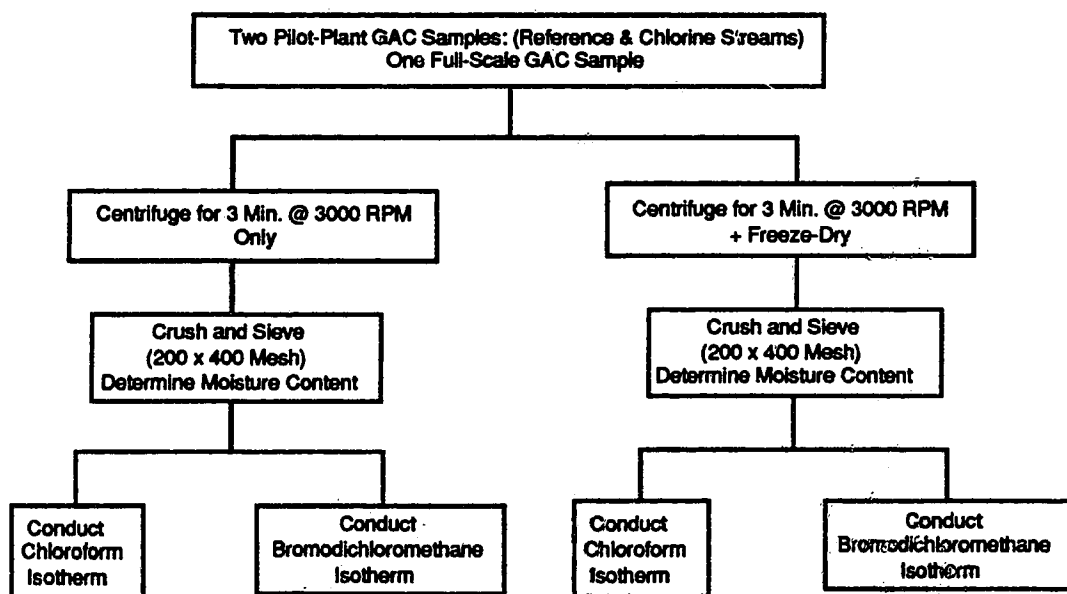 Two Pilot-Plant GAC Samples: (Reference & Chlorine Streams)
One Full-Scale GAC Sample
Centrifuge for 3 Min. @ 3000 RPM
Only
Centrifuge for 3 Min. @ 3000 RPM
+ Freeze-Dry
Crush and Sieve
(200 x 400 Mesh)
Determine Moisture Content
Crush and Sieve
(200 x 400 Mesh)
Determine Moisture Content
Conduct
Chloroform
Isotherm
Conduct
Bromodichloromethane
Isotherm
Conduct
Chloroform
Isotherm
Conduct
Bromodichloromethane
Isotherm